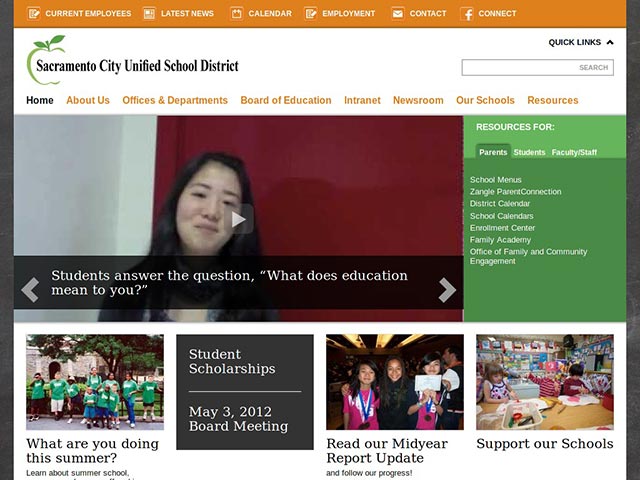 CURRENT EMPLOYEES
LATEST NEWS
CALENDAR
EMPLOYMENT
CONTACT
CONNECT
QUICK LINKS
Sacramento City Unified School District
SEARCH
Home
About Us
Offices & Departments
Board of Education
Intranet
Newsroom
Our Schools
Resources
RESOURCES FOR:
Parents
Students
Faculty/Staff
School Menus
Zangle ParentConnection
District Calendar
School Calendars
Enrollment Center
Family Academy
Office of Family and Community
Engagement
Students answer the question, “What does education
mean to you?”
What are you doing
this summer?
Learn about summer school,
Student
Scholarships
May 3, 2012
Board Meeting
Read our Midyear
Report Update
and follow our progress!
Support our Schools